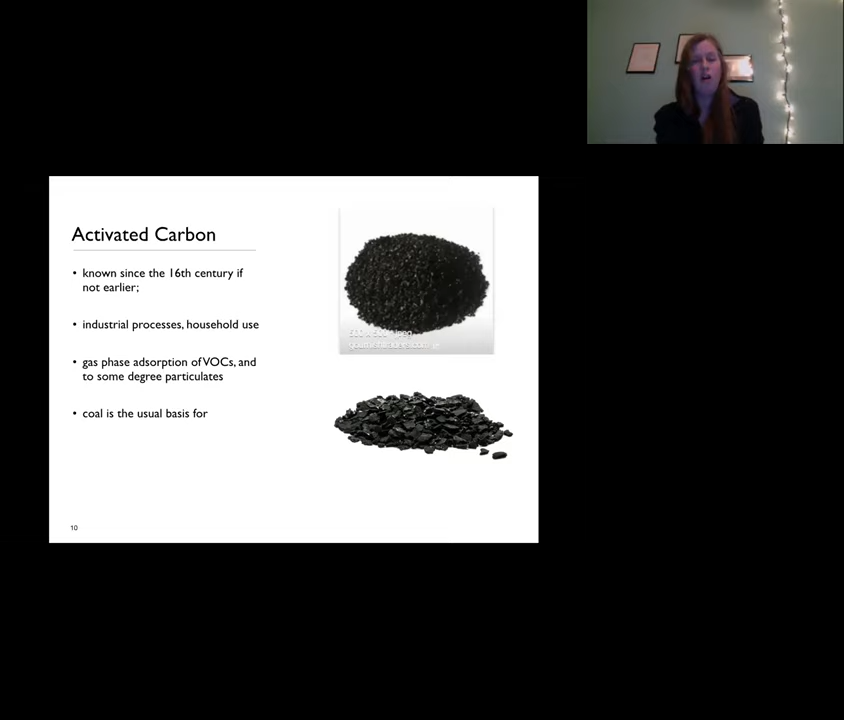 Activated Carbon
• known since the 16th century if
not earlier;
• industrial processes, household use
• gas phase adsorption of VOCs, and
to some degree particulates
• coal is the usual basis for
10